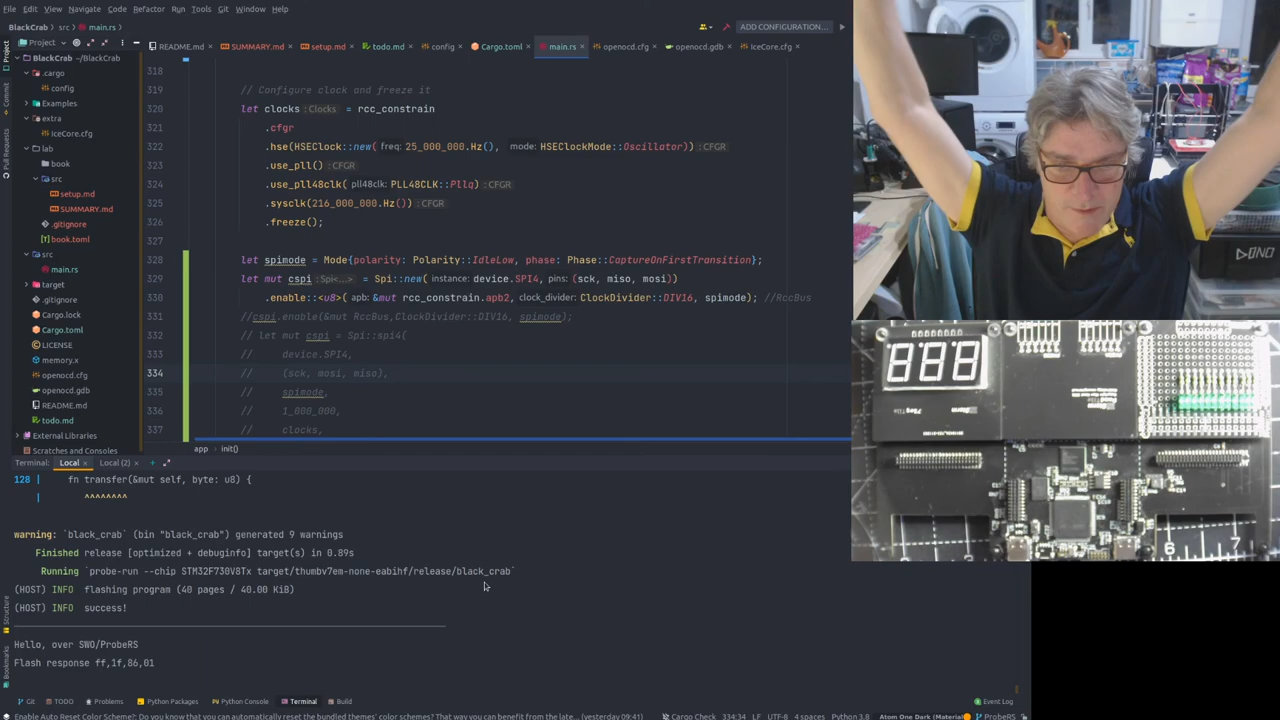 File Edit View Navigate Code Refactor Run Tools Git Window Help
BlackCrab › src › main.rs
ADD CONFIGURATION...
Project
README.md
SUMMARY.md
setup.md
todo.md
config
Cargo.toml
main.rs
openocd.cfg
openocd.gdb
iceCore.cfg
BlackCrab ~/BlackCrab
.cargo
config
Examples
extra
iceCore.cfg
lab
book
src
setup.md
SUMMARY.md
.gitignore
book.toml
src
main.rs
target
.gitignore
Cargo.lock
Cargo.toml
LICENSE
memory.x
openocd.cfg
openocd.gdb
README.md
todo.md
External Libraries
Scratches and Consoles
Project
Commit
Pull Requests
318
319 // Configure clock and freeze it
320 let clocks : Clocks = rcc_constrain
321 .cfgr
322 .hse(HSEClock::new( freq: 25_000_000.Hz(), mode: HSEClockMode::Oscillator)) : CFGR
323 .use_pll() : CFGR
324 .use_pll48clk( pll48clk: PLL48CLK::Pllq) : CFGR
325 .sysclk(216_000_000.Hz()) : CFGR
326 .freeze();
327
328 let spimode = Mode{polarity: Polarity::IdleLow, phase: Phase::CaptureOnFirstTransition};
329 let mut cspi : Spi<...> = Spi::new( instance: device.SPI4, pins: (sck, miso, mosi))
330 .enable::<u8>( apb: &mut rcc_constrain.apb2, clock_divider: ClockDivider::DIV16, spimode); //RccBus
331 //cspi.enable(&mut RccBus,ClockDivider::DIV16, spimode);
332 // let mut cspi = Spi::spi4(
333 // device.SPI4,
334 // (sck, mosi, miso),
335 // spimode,
336 // 1_000_000,
337 // clocks,
app › init()
Terminal: Local Local (2)
128 | fn transfer(&mut self, byte: u8) {
| ^^^^^^^^
warning: `black_crab` (bin "black_crab") generated 9 warnings
Finished release [optimized + debuginfo] target(s) in 0.89s
Running `probe-run --chip STM32F730V8Tx target/thumbv7em-none-eabihf/release/black_crab`
(HOST) INFO flashing program (40 pages / 40.00 KiB)
(HOST) INFO success!
Hello, over SWO/ProbeRS
Flash response ff,1f,86,01
Structure
Bookmarks
Git TODO Problems Python Packages Python Console Terminal Build
Event Log
Enable Auto Reset Color Scheme?: Do you know that you can automatically reset the bundled themes' color schemes? That way you can benefit from the late... (yesterday 09:41)
Cargo Check 334:34 LF UTF-8 4 spaces Python 3.8 Atom One Dark (Material) ProbeRS
888
6
7